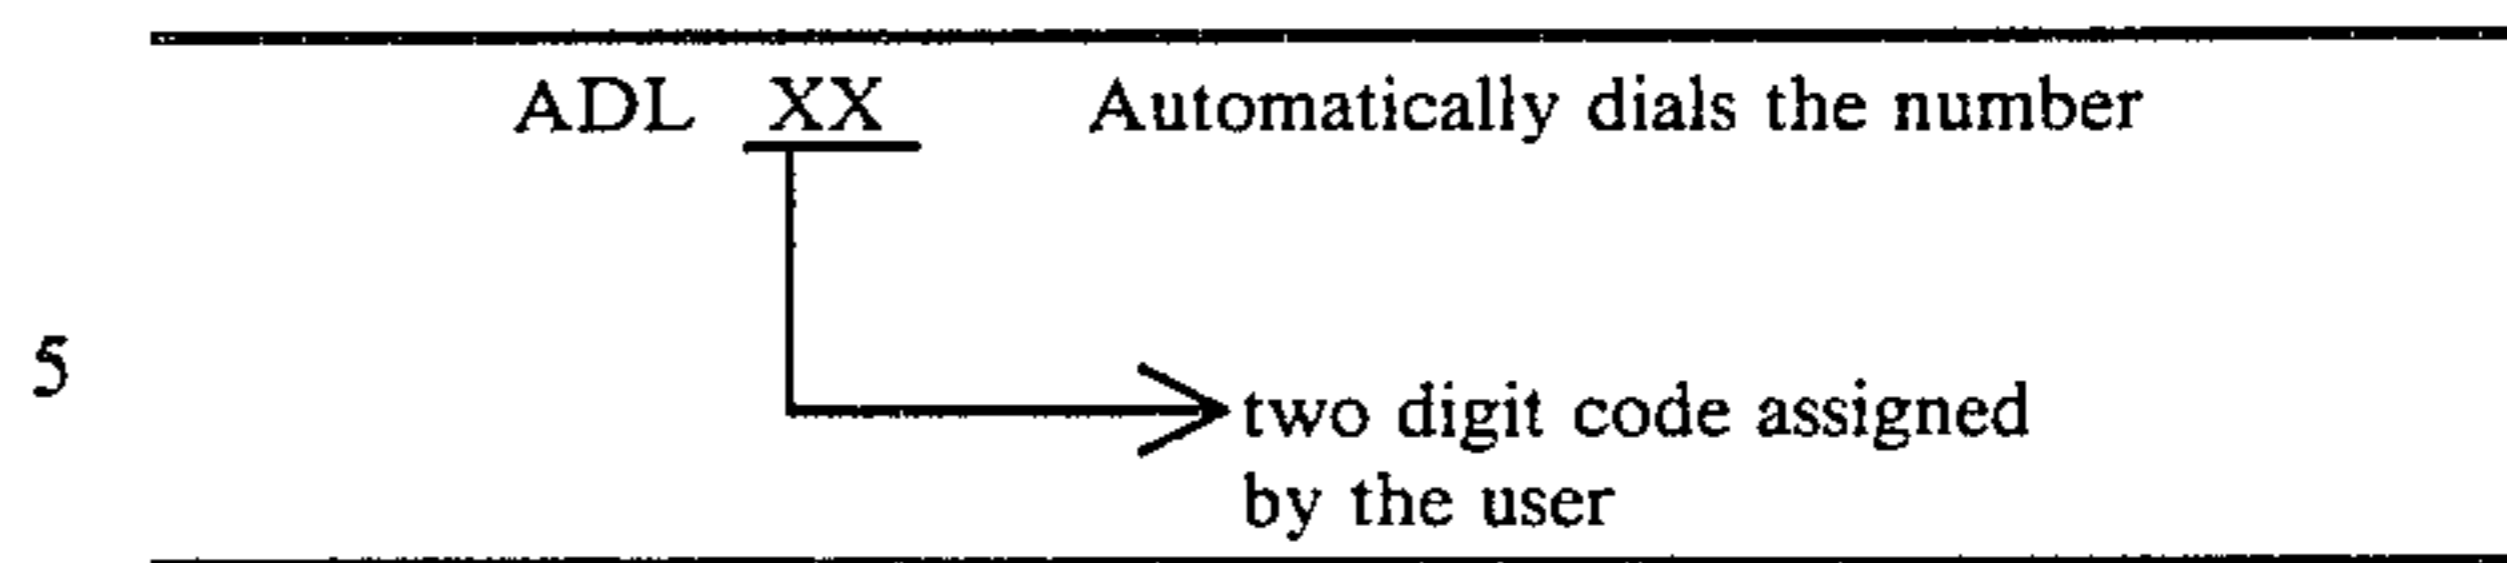 ADL XX Automatically dials the number
5
two digit code assigned
by the user